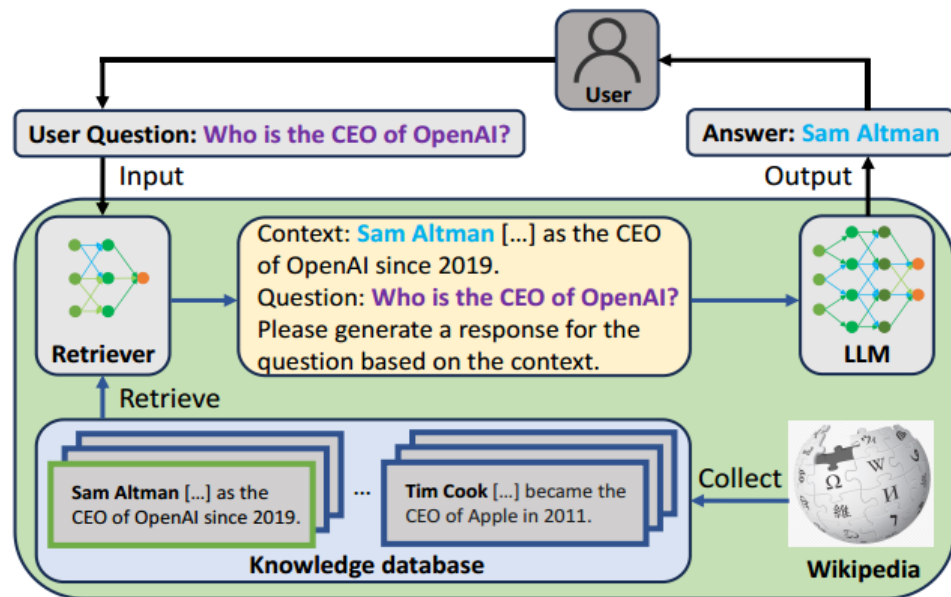 User
User Question: Who is the CEO of OpenAI?
Answer: Sam Altman
Input
Output
Context: Sam Altman […] as the CEO
of OpenAI since 2019.
Question: Who is the CEO of OpenAI?
Please generate a response for the
question based on the context.
Retriever
LLM
Retrieve
Sam Altman […] as the
CEO of OpenAI since 2019.
...
Tim Cook […] became the
CEO of Apple in 2011.
Knowledge database
Collect
Ω
W
И
維
7
Wikipedia